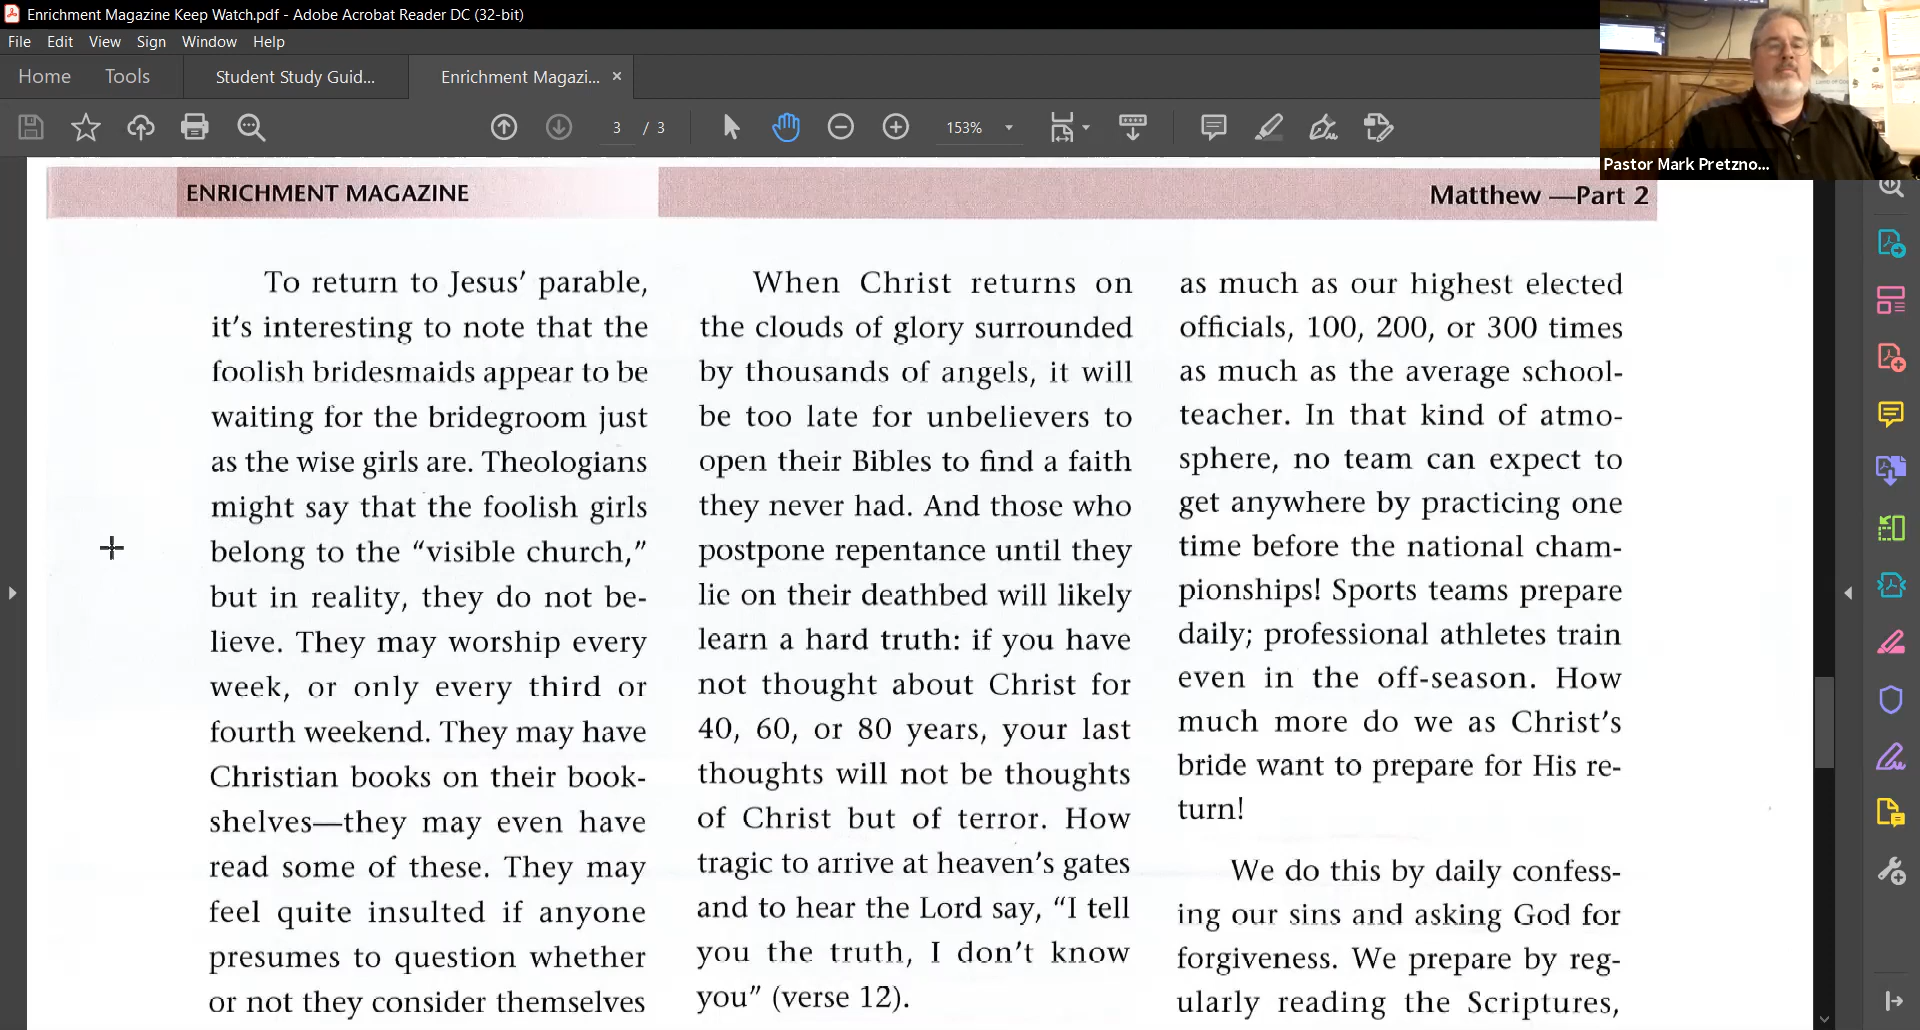 Enrichment Magazine Keep Watch.pdf - Adobe Acrobat Reader DC (32-bit)
File Edit View Sign Window Help
Home Tools Student Study Guid... Enrichment Magazi... ×
3 / 3 153%
Pastor Mark Pretzno...
ENRICHMENT MAGAZINE
Matthew —Part 2
To return to Jesus’ parable,
it’s interesting to note that the
foolish bridesmaids appear to be
waiting for the bridegroom just
as the wise girls are. Theologians
might say that the foolish girls
belong to the “visible church,”
but in reality, they do not be-
lieve. They may worship every
week, or only every third or
fourth weekend. They may have
Christian books on their book-
shelves—they may even have
read some of these. They may
feel quite insulted if anyone
presumes to question whether
or not they consider themselves
When Christ returns on
the clouds of glory surrounded
by thousands of angels, it will
be too late for unbelievers to
open their Bibles to find a faith
they never had. And those who
postpone repentance until they
lie on their deathbed will likely
learn a hard truth: if you have
not thought about Christ for
40, 60, or 80 years, your last
thoughts will not be thoughts
of Christ but of terror. How
tragic to arrive at heaven’s gates
and to hear the Lord say, “I tell
you the truth, I don’t know
you” (verse 12).
as much as our highest elected
officials, 100, 200, or 300 times
as much as the average school-
teacher. In that kind of atmo-
sphere, no team can expect to
get anywhere by practicing one
time before the national cham-
pionships! Sports teams prepare
daily; professional athletes train
even in the off-season. How
much more do we as Christ’s
bride want to prepare for His re-
turn!
We do this by daily confess-
ing our sins and asking God for
forgiveness. We prepare by reg-
ularly reading the Scriptures,